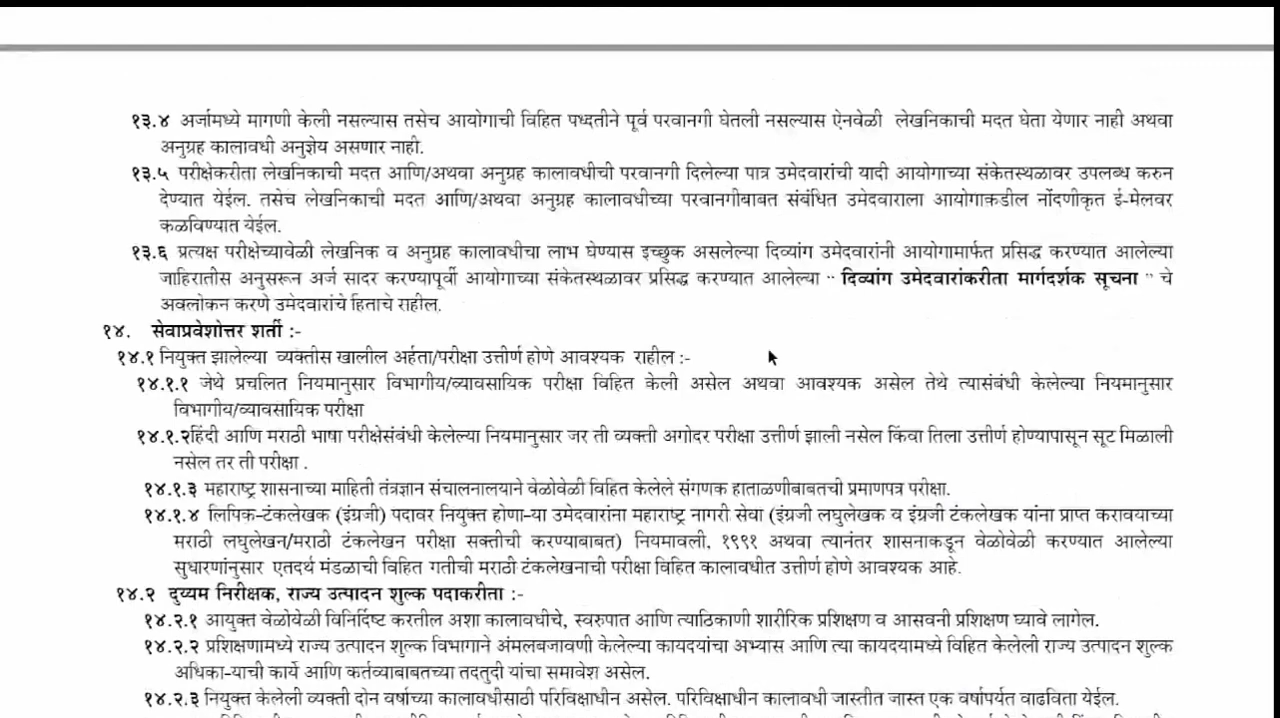 १३.४ अर्जामध्ये मागणी केली नसल्यास तसेच आयोगाची विहित पध्दतीने पूर्व परवानगी घेतली नसल्यास ऐनवेळी लेखनिकाची मदत घेता येणार नाही अथवा
अनुग्रह कालावधी अनुज्ञेय असणार नाही.
१३.५ परीक्षेकरीता लेखनिकाची मदत आणि/अथवा अनुग्रह कालावधीची परवानगी दिलेल्या पात्र उमेदवारांची यादी आयोगाच्या संकेतस्थळावर उपलब्ध करुन
देण्यात येईल. तसेच लेखनिकाची मदत आणि/अथवा अनुग्रह कालावधीच्या परवानगीबाबत संबंधित उमेदवाराला आयोगाकडील नोंदणीकृत ई-मेलवर
कळविण्यात येईल.
१३.६ प्रत्यक्ष परीक्षेच्यावेळी लेखनिक व अनुग्रह कालावधीचा लाभ घेण्यास इच्छुक असलेल्या दिव्यांग उमेदवारांनी आयोगामार्फत प्रसिद्ध करण्यात आलेल्या
जाहिरातीस अनुसरून अर्ज सादर करण्यापूर्वी आयोगाच्या संकेतस्थळावर प्रसिद्ध करण्यात आलेल्या " दिव्यांग उमेदवारांकरीता मार्गदर्शक सूचना " चे
अवलोकन करणे उमेदवारांचे हिताचे राहील.
१४. सेवाप्रवेशोत्तर शर्ती :-
१४.१ नियुक्त झालेल्या व्यक्तीस खालील अर्हता/परीक्षा उत्तीर्ण होणे आवश्यक राहील :-
१४.१.१ जेथे प्रचलित नियमानुसार विभागीय/व्यावसायिक परीक्षा विहित केली असेल अथवा आवश्यक असेल तेथे त्यासंबंधी केलेल्या नियमानुसार
विभागीय/व्यावसायिक परीक्षा
१४.१.२हिंदी आणि मराठी भाषा परीक्षेसंबंधी केलेल्या नियमानुसार जर ती व्यक्ती अगोदर परीक्षा उत्तीर्ण झाली नसेल किंवा तिला उत्तीर्ण होण्यापासून सूट मिळाली
नसेल तर ती परीक्षा .
१४.१.३ महाराष्ट्र शासनाच्या माहिती तंत्रज्ञान संचालनालयाने वेळोवेळी विहित केलेले संगणक हाताळणीबाबतची प्रमाणपत्र परीक्षा.
१४.१.४ लिपिक-टंकलेखक (इंग्रजी) पदावर नियुक्त होणा-या उमेदवारांना महाराष्ट्र नागरी सेवा (इंग्रजी लघुलेखक व इंग्रजी टंकलेखक यांना प्राप्त करावयाच्या
मराठी लघुलेखन/मराठी टंकलेखन परीक्षा सक्तीची करण्याबाबत) नियमावली, १९९१ अथवा त्यानंतर शासनाकडून वेळोवेळी करण्यात आलेल्या
सुधारणांनुसार एतदर्थ मंडळाची विहित गतीची मराठी टंकलेखनाची परीक्षा विहित कालावधीत उत्तीर्ण होणे आवश्यक आहे.
१४.२ दुय्यम निरीक्षक, राज्य उत्पादन शुल्क पदाकरीता :-
१४.२.१ आयुक्त वेळोयेळी विनिर्दिष्ट करतील अशा कालावधीचे, स्वरुपात आणि त्याठिकाणी शारीरिक प्रशिक्षण व आसवनी प्रशिक्षण घ्यावे लागेल.
१४.२.२ प्रशिक्षणामध्ये राज्य उत्पादन शुल्क विभागाने अंमलबजावणी केलेल्या कायदयांचा अभ्यास आणि त्या कायदयामध्ये विहित केलेली राज्य उत्पादन शुल्क
अधिका-याची कार्ये आणि कर्तव्याबाबतच्या तदतुदी यांचा समावेश असेल.
१४.२.३ नियुक्त केलेली व्यक्ती दोन वर्षाच्या कालावधीसाठी परिविक्षाधीन असेल. परिविक्षाधीन कालावधी जास्तीत जास्त एक वर्षापर्यंत वाढविता येईल.